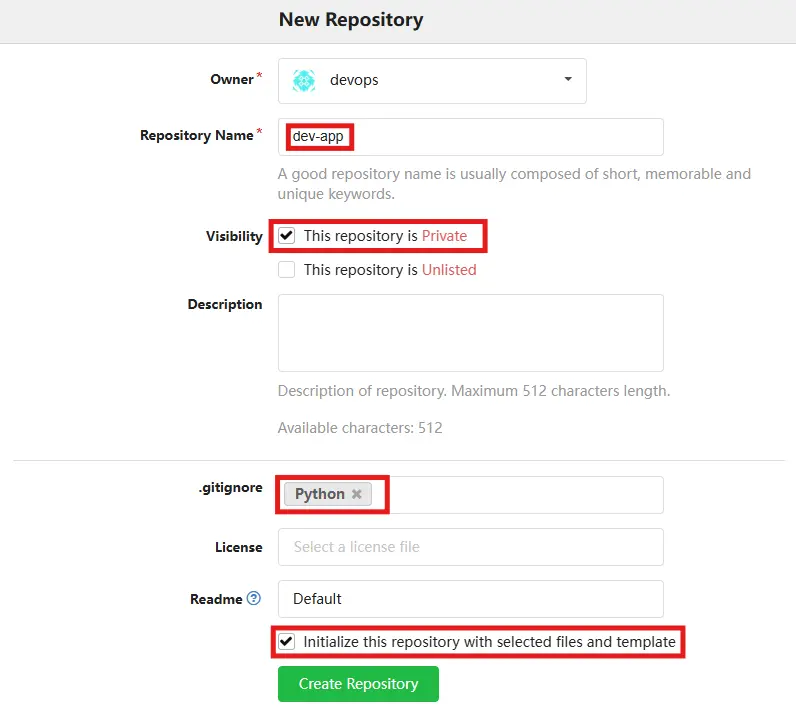 New Repository
Owner*
devops
Repository Name*
dev-app
A good repository name is usually composed of short, memorable and
unique keywords.
Visibility
This repository is Private
This repository is Unlisted
Description
Description of repository. Maximum 512 characters length.
Available characters: 512
.gitignore
Python
License
Select a license file
Readme
Default
Initialize this repository with selected files and template
Create Repository